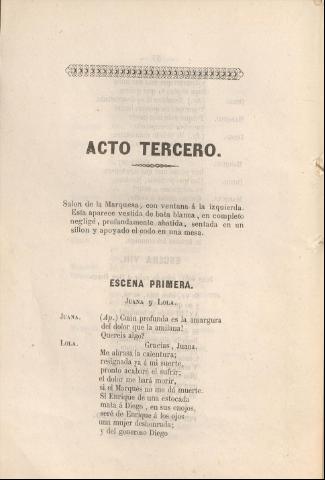 ACTO TERCERO.
Salon de la Marquesa, con ventana á la izquierda.
Esta aparece vestida de bata blanca, en completo
negligé, profundamente abatida, sentada en un
sillon y apoyado el codo en una mesa.
ESCENA PRIMERA.
JUANA y LOLA.
JUANA. (Ap.) Cuán profunda es la amargura
del dolor que la amilana!
Quereis algo?
LOLA. Gracias, Juana.
Me abrasa la calentura;
resignada ya á mi suerte,
pronto acabaré el sufrir;
el dolor me hará morir,
si el Marqués no me dá muerte.
Si Enrique de una estocada
mata á Diego, en sus enojos,
seré de Enrique á los ojos
una mujer deshonrada;
y del generoso Diego